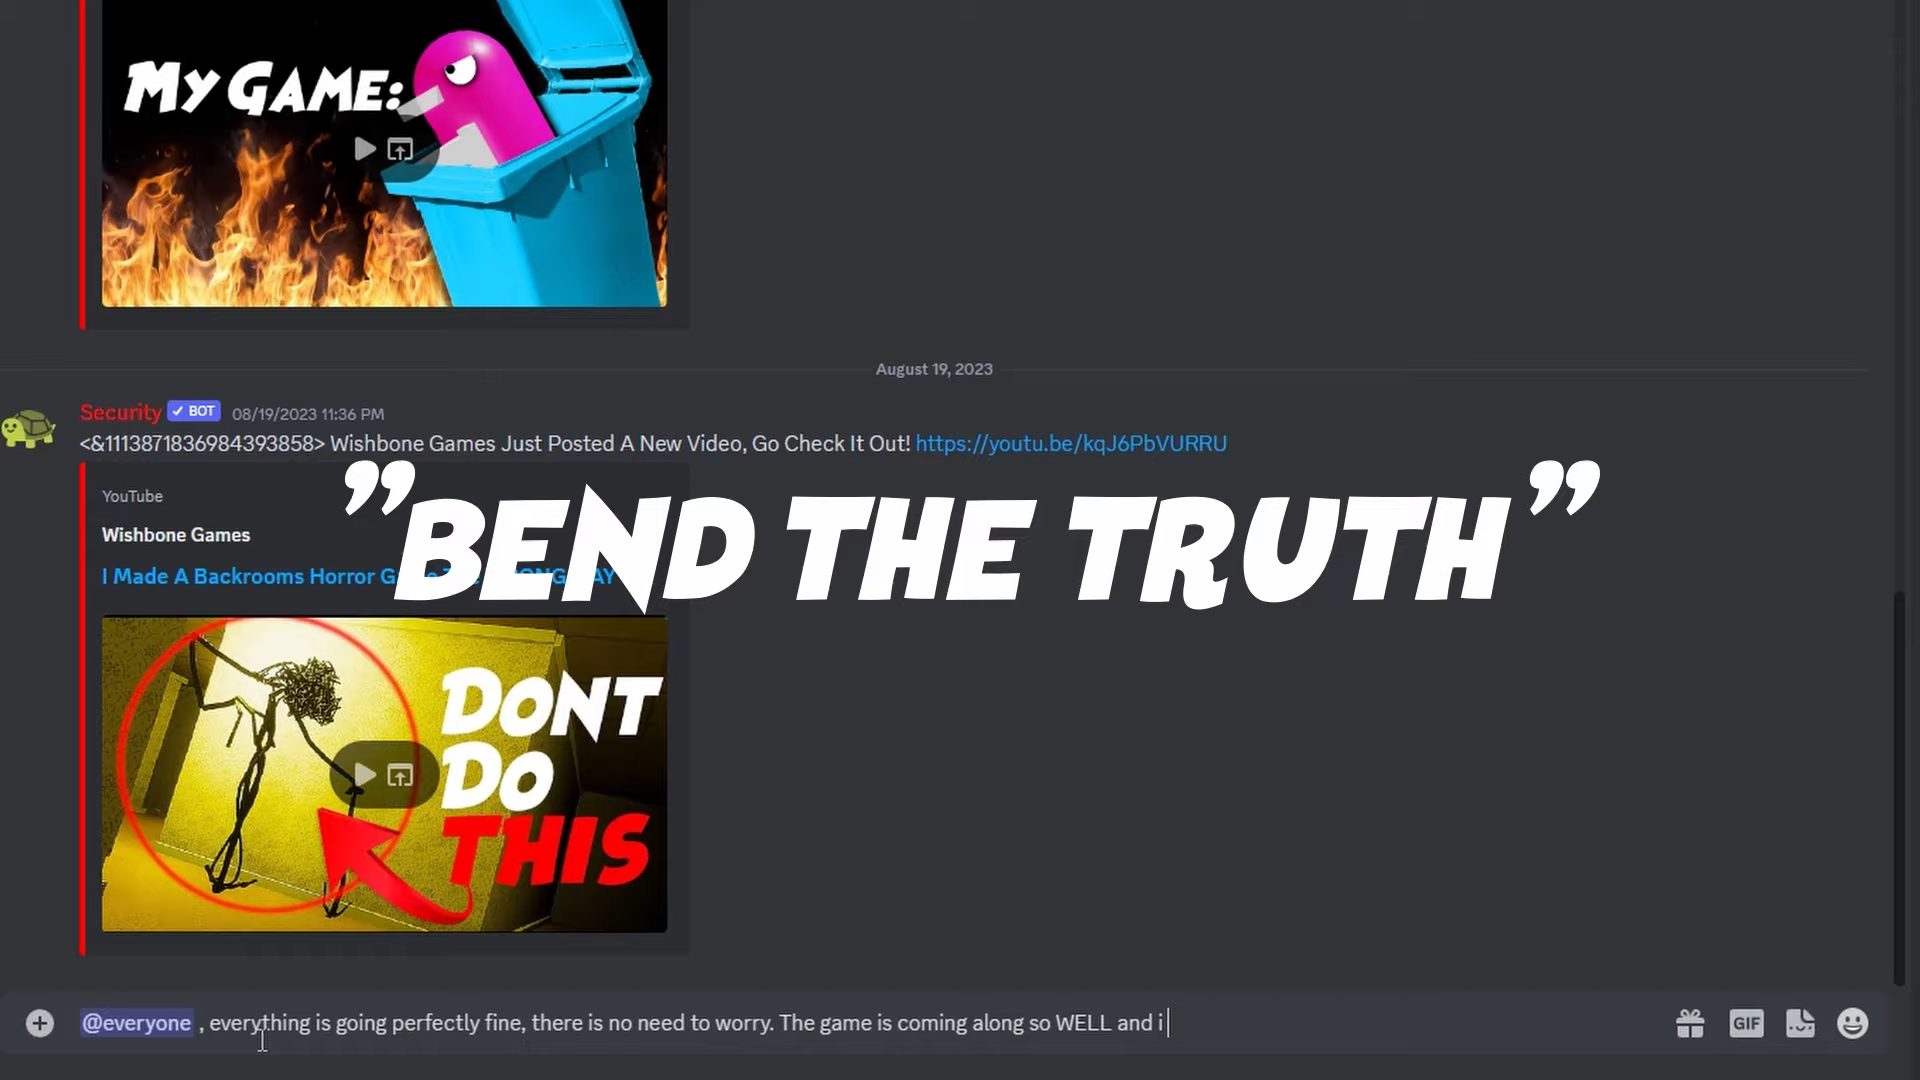 My Game:
August 19, 2023
Security ✓ BOT 08/19/2023 11:36 PM
<&1113871836984393858> Wishbone Games Just Posted A New Video, Go Check It Out! https://youtu.be/kqJ6PbVURRU
YouTube
Wishbone Games
"BEND THE TRUTH"
I Made A Backrooms Horror
DONT
DO
THIS
@everyone , everything is going perfectly fine, there is no need to worry. The game is coming along so WELL and i
GIF